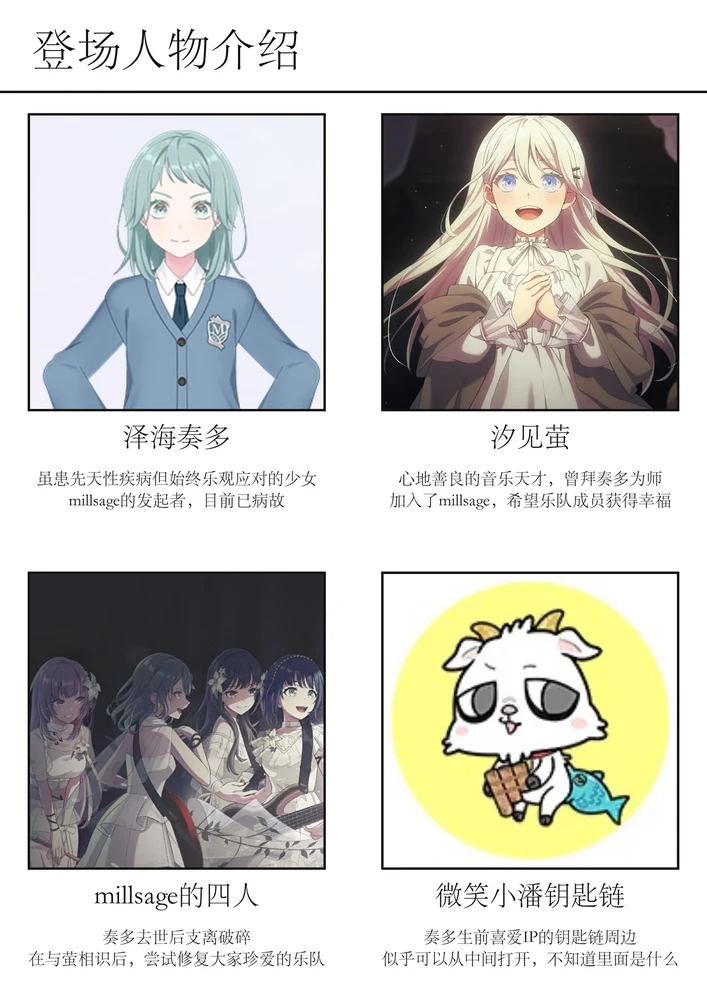 登场人物介绍
M
泽海奏多
虽患先天性疾病但始终乐观应对的少女
millsage的发起者，目前已病故
汐见萤
心地善良的音乐天才，曾拜奏多为师
加入了millsage，希望乐队成员获得幸福
millsage的四人
奏多去世后支离破碎
在与萤相识后，尝试修复大家珍爱的乐队
微笑小潘钥匙链
奏多生前喜爱IP的钥匙链周边
似乎可以从中间打开，不知道里面是什么